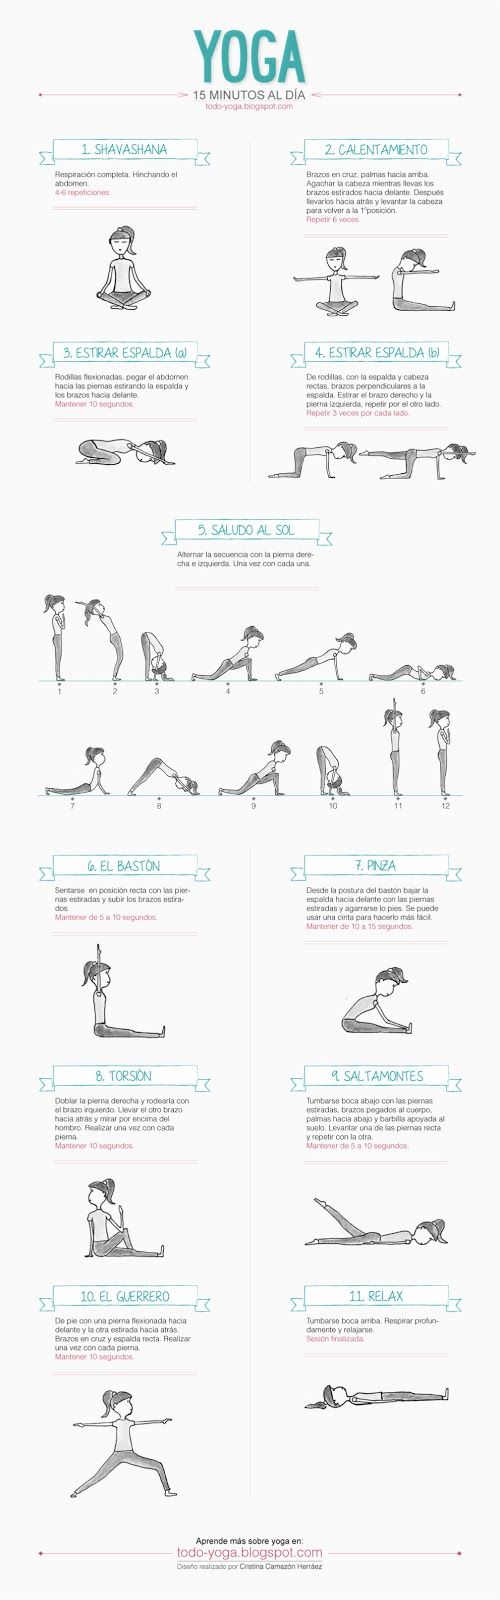 YOGA
15 MINUTOS AL DÍA
todo-yoga.blogspot.com
1. SHAVASHANA
Respiración completa. Hinchando el
abdomen.
4-6 repeticiones.
2. CALENTAMIENTO
Brazos en cruz, palmas hacia arriba.
Agachar la cabeza mientras llevas los
brazos estirados hacia delante. Después
llevarlos hacia atrás y levantar la cabeza
para volver a la 1ªposición.
Repetir 6 veces.
3. ESTIRAR ESPALDA (a)
Rodillas flexionadas, pegar el abdomen
hacia las piernas estirando la espalda y
los brazos hacia delante.
Mantener 10 segundos.
4. ESTIRAR ESPALDA (b)
De rodillas, con la espalda y cabeza
rectas, brazos perpendiculares a la
espalda. Estirar el brazo derecho y la
pierna izquierda, repetir por el otro lado.
Repetir 3 veces por cada lado.
5. SALUDO AL SOL
Alternar la secuencia con la pierna dere-
cha e izquierda. Una vez con cada una.
1 2 3 4 5 6
7 8 9 10 11 12
6. EL BASTÓN
Sentarse en posición recta con las pier-
nas estiradas y subir los brazos estira-
dos.
Mantener de 5 a 10 segundos.
7. PINZA
Desde la postura del bastón bajar la
espalda hacia delante con las piernas
estiradas y agarrarse lo pies. Se puede
usar una cinta para hacerlo más fácil.
Mantener de 10 a 15 segundos.
8. TORSIÓN
Doblar la pierna derecha y rodearla con
el brazo irquierdo. Llevar el otro brazo
hacia atrás y mirar por encima del
hombro. Realizar una vez con cada
pierna.
Mantener 10 segundos.
9. SALTAMONTES
Tumbarse boca abajo con las piernas
estiradas, brazos pegados al cuerpo,
palmas hacia abajo y barbilla apoyada al
suelo. Levantar una de las piernas recta
y repetir con la otra.
Mantener de 5 a 10 segundos.
10. EL GUERRERO
De pie con una pierna flexionada hacia
delante y la otra estirada hacia atrás.
Brazos en cruz y espalda recta. Realizar
una vez con cada pierna.
Mantener 10 segundos.
11. RELAX
Tumbarse boca arriba. Respirar profun-
damente y relajarse.
Sesión finalizada.
Aprende más sobre yoga en:
todo-yoga.blogspot.com
Diseño realizado por Cristina Camazón Herráez